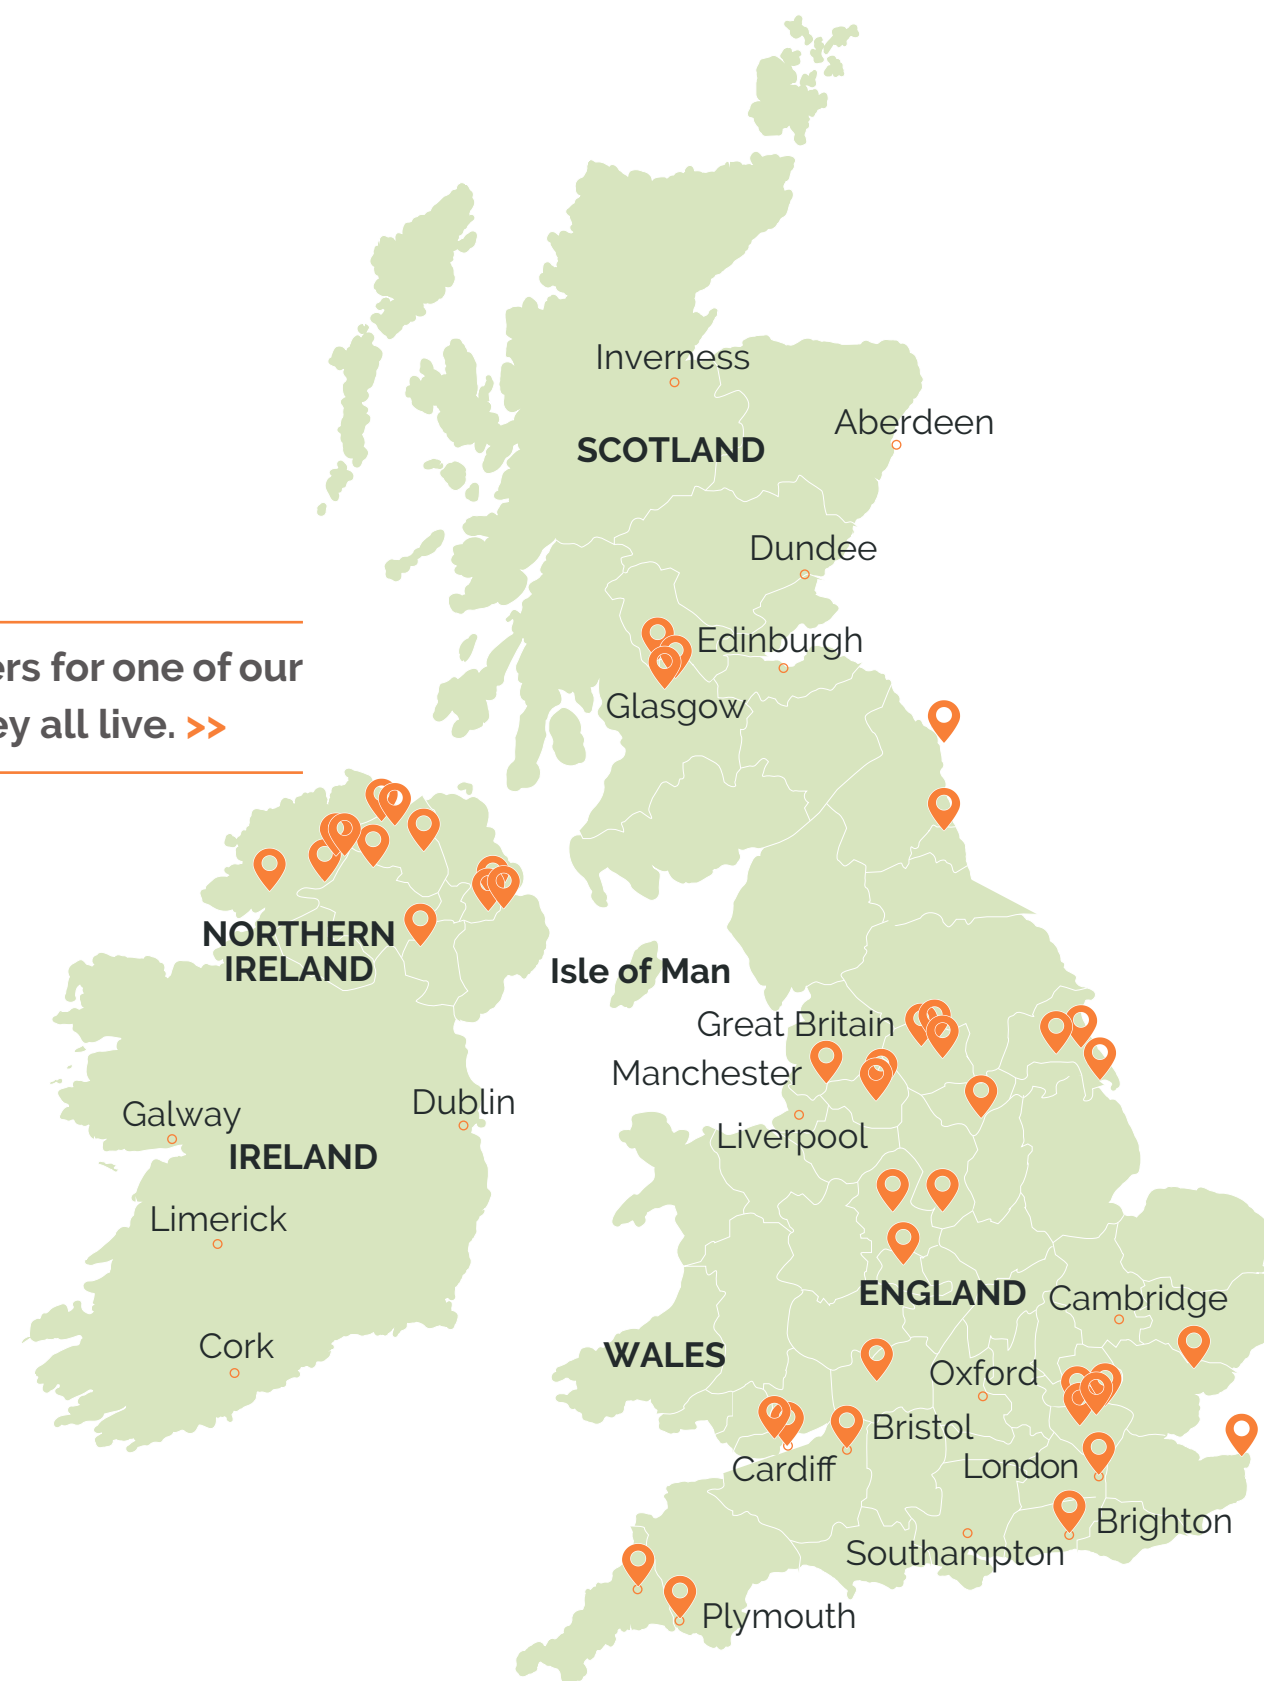 Inverness
Aberdeen
SCOTLAND
Dundee
Edinburgh
ers for one of our
Glasgow
ey all live. >>
NORTHERN
IRELAND
Isle of Man
Great Britain
Manchester
Dublin
Galway
Liverpool
IRELAND
Limerick
ENGLAND
Cambridge
Cork
WALES
Oxford
Bristol
Cardiff
London
Brighton
Southampton
Plymouth